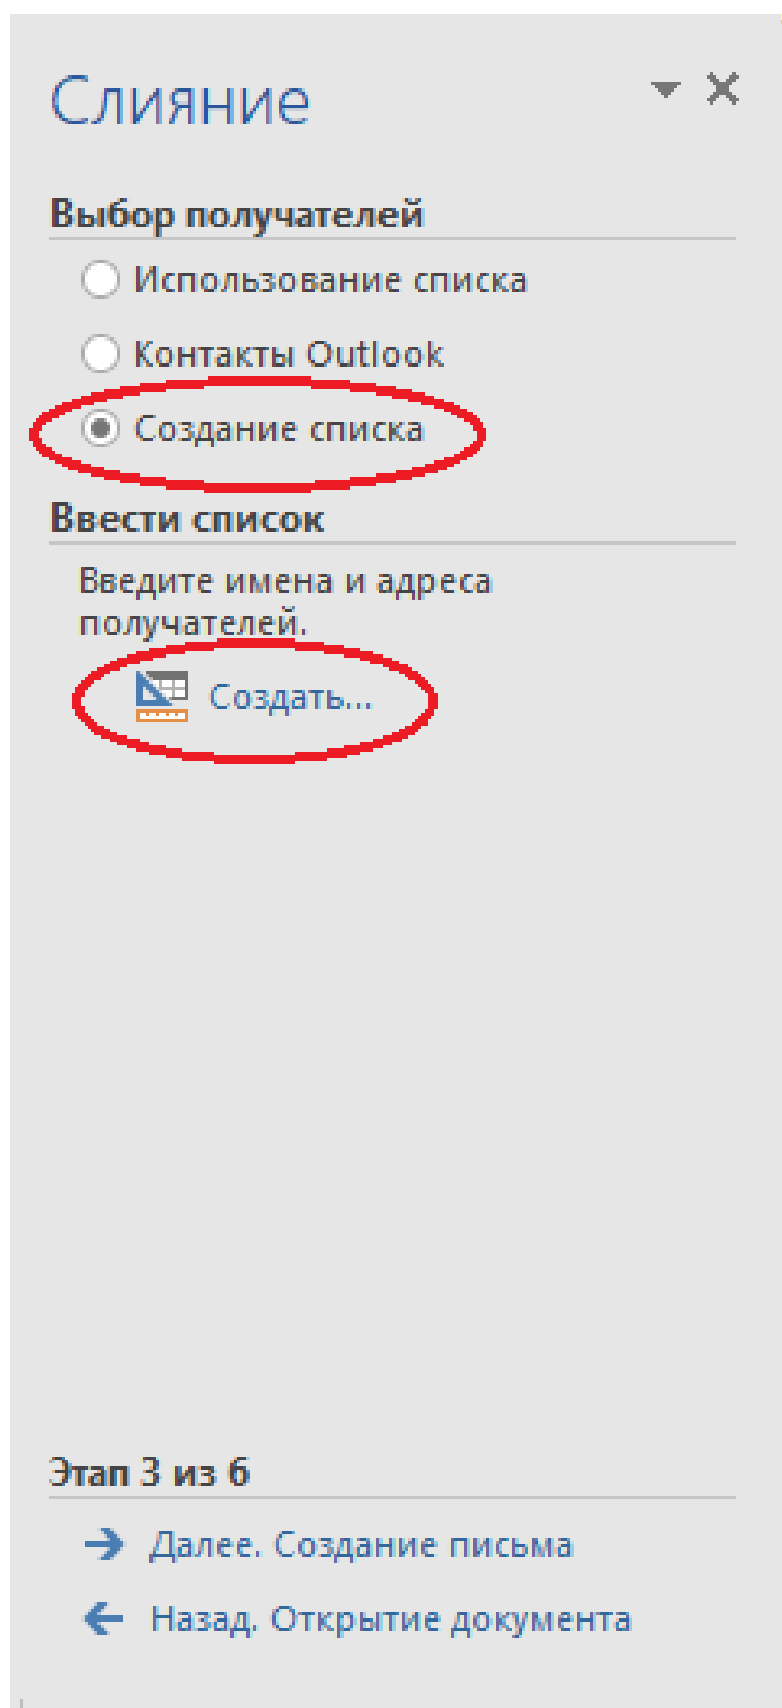 Слияние
Выбор получателей
Использование списка
Контакты Outlook
Создание списка
Ввести список
Введите имена и адреса
получателей.
Создать...
Этап 3 из 6
Далее. Создание письма
Назад. Открытие документа